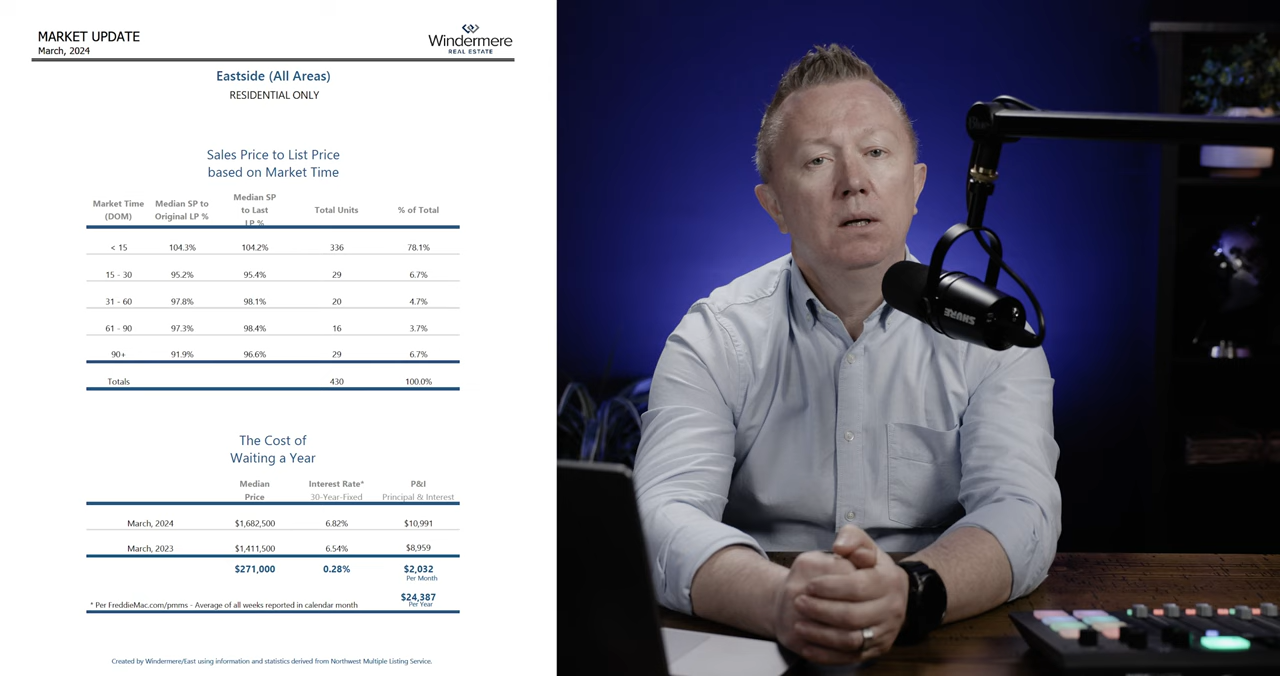 MARKET UPDATE
March, 2024
Windermere
REAL ESTATE
Eastside (All Areas)
RESIDENTIAL ONLY
Sales Price to List Price
based on Market Time
Market Time (DOM) Median SP to Original LP % Median SP to Last LP % Total Units % of Total
< 15 104.3% 104.2% 336 78.1%
15 - 30 95.2% 95.4% 29 6.7%
31 - 60 97.8% 98.1% 20 4.7%
61 - 90 97.3% 98.4% 16 3.7%
90+ 91.9% 96.6% 29 6.7%
Totals 430 100.0%
The Cost of
Waiting a Year
Median Price Interest Rate* 30-Year-Fixed P&I Principal & Interest
March, 2024 $1,682,500 6.82% $10,991
March, 2023 $1,411,500 6.54% $8,959
$271,000 0.28% $2,032
Per Month
$24,387
* Per FreddieMac.com/pmms - Average of all weeks reported in calendar month Per Year
Created by Windermere/East using information and statistics derived from Northwest Multiple Listing Service.
SHURE